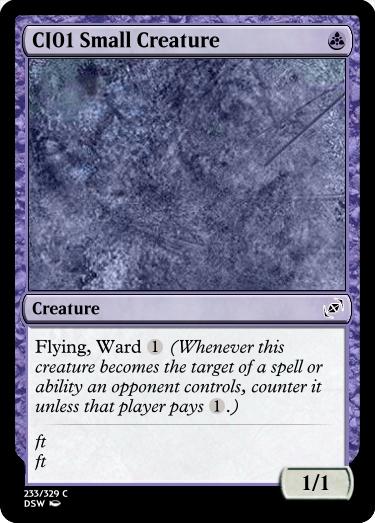 C[01 Small Creature
Creature
Flying, Ward 1 (Whenever this
creature becomes the target of a spell or
ability an opponent controls, counter it
unless that player pays 1.)
ft
ft
1/1
233/329 C
DSW